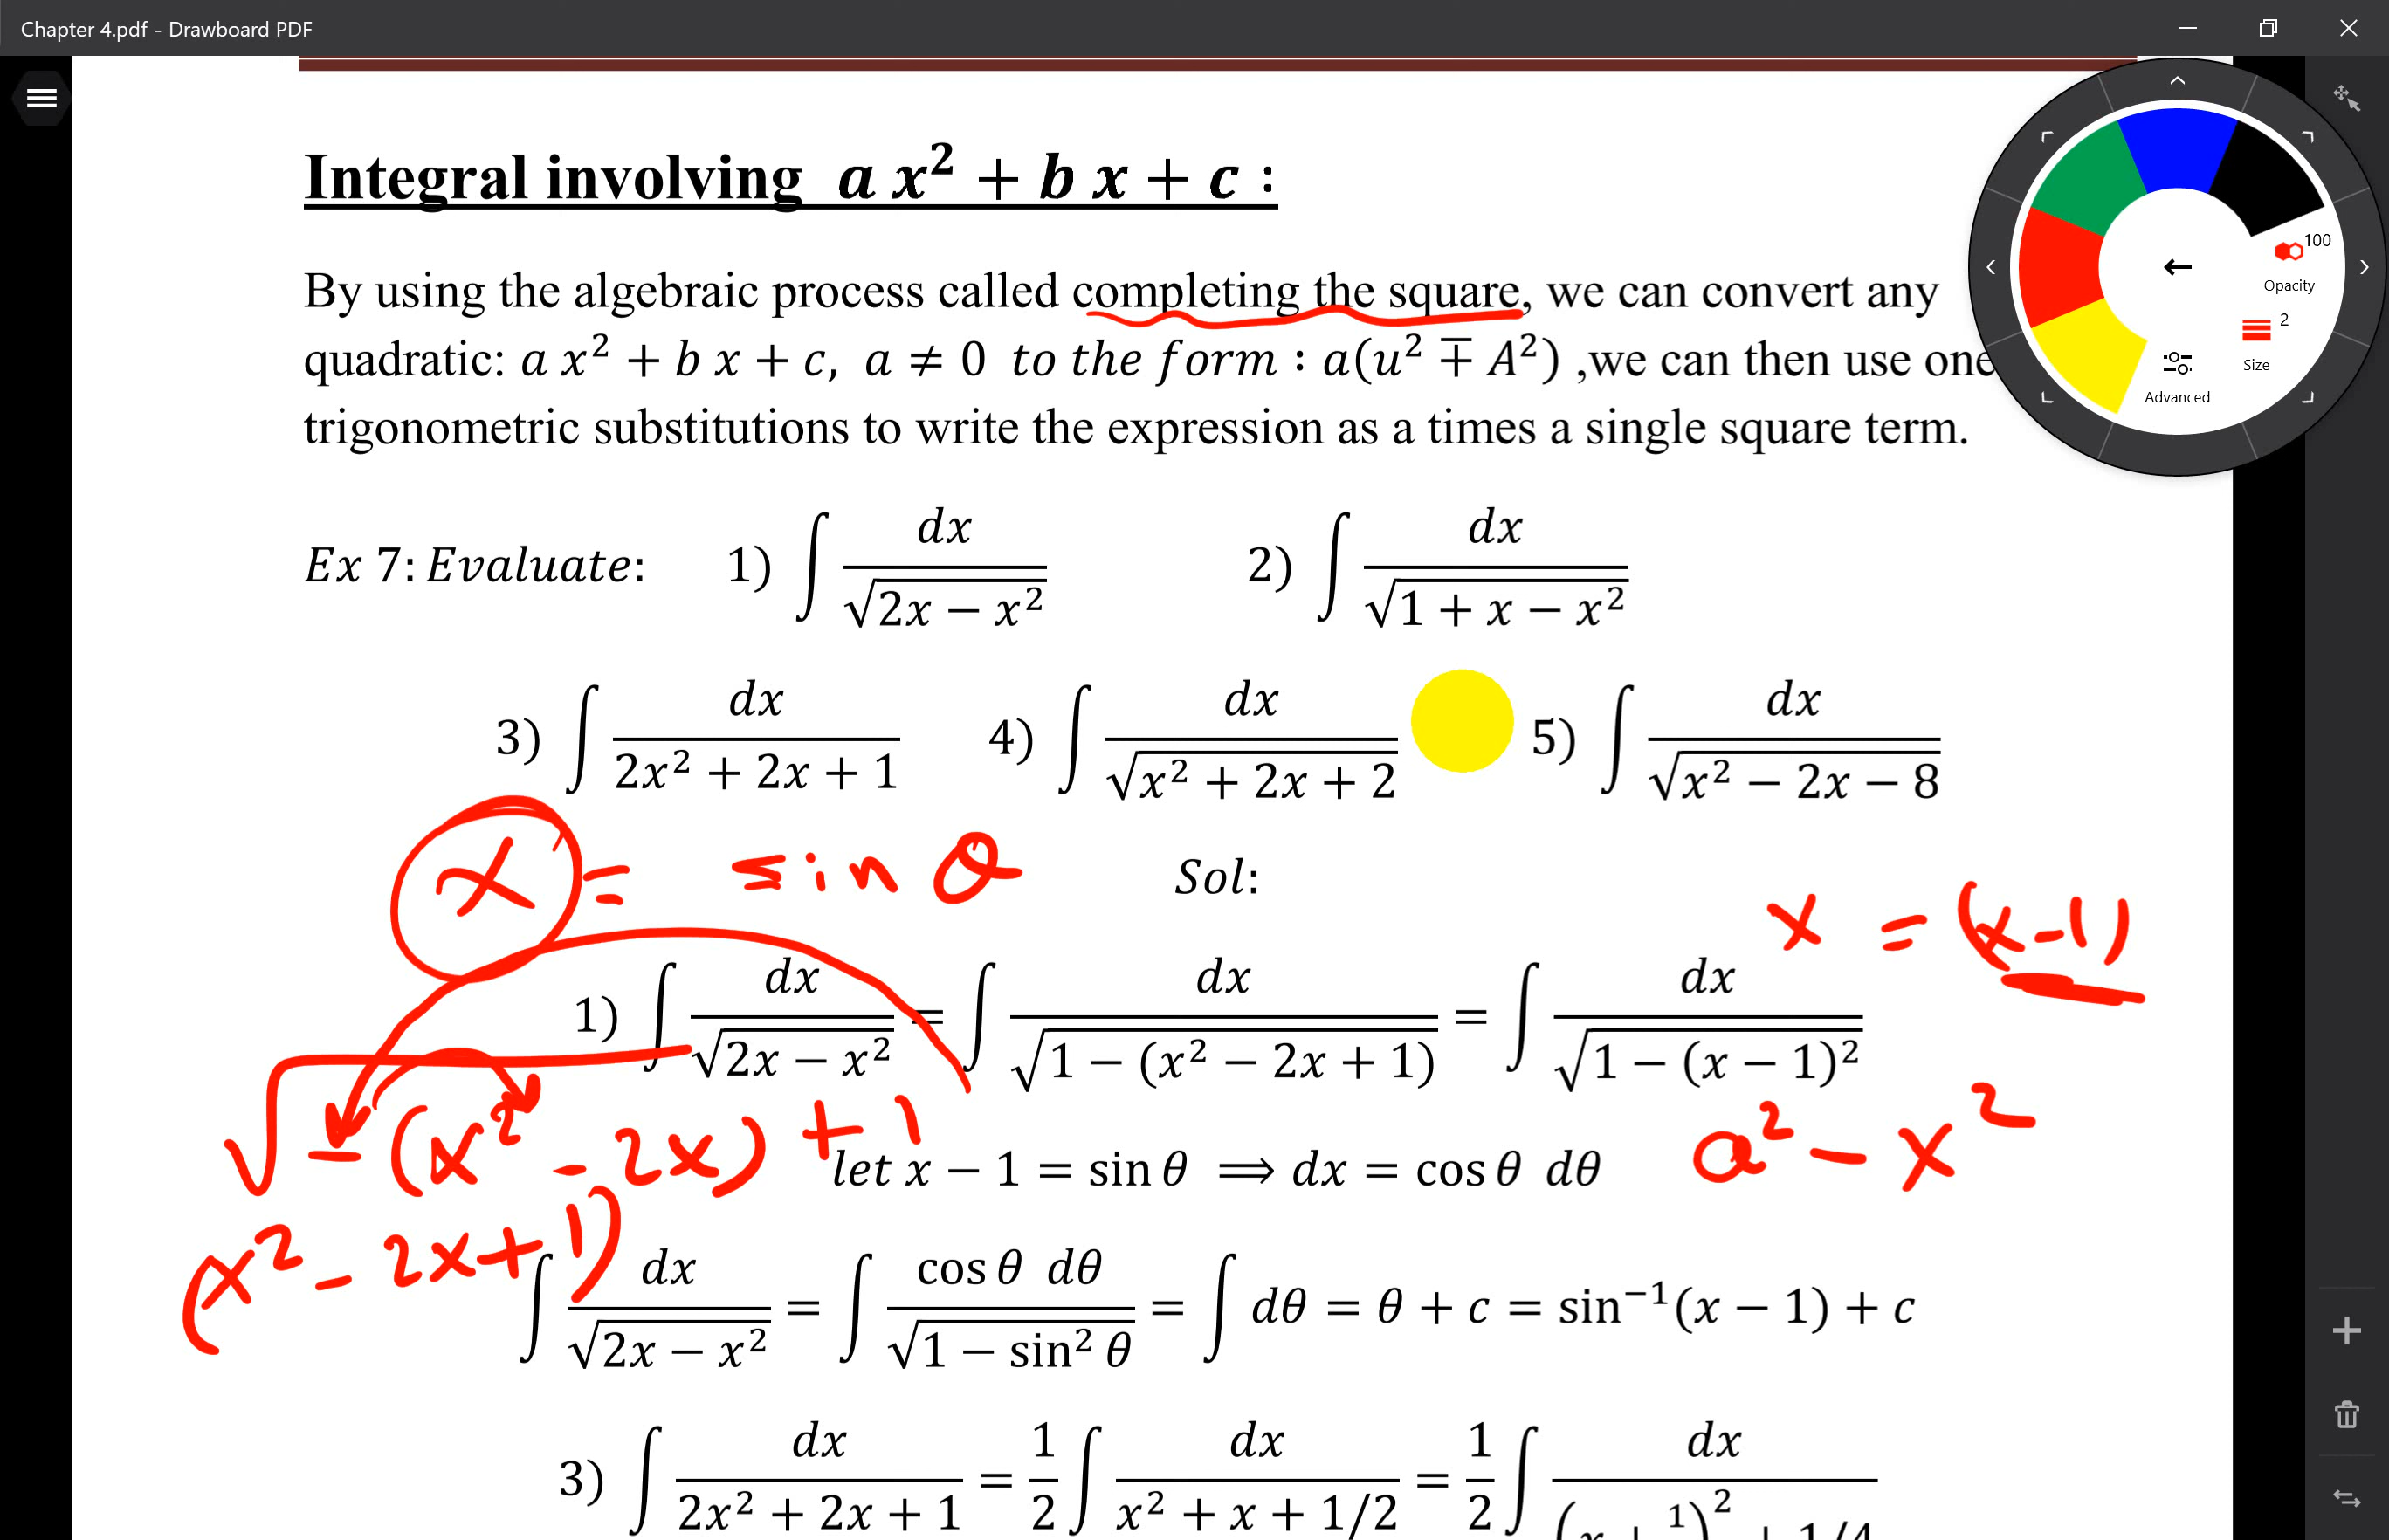 Chapter 4.pdf - Drawboard PDF
Integral involving a x² + b x + c :
By using the algebraic process called completing the square, we can convert any
quadratic: a x² + b x + c, a ≠ 0 to the form : a(u² ∓ A²) ,we can then use one
trigonometric substitutions to write the expression as a times a single square term.
100
Opacity
2
Size
Advanced
Ex 7: Evaluate: 1) ∫ dx / √(2x − x²) 2) ∫ dx / √(1 + x − x²)
3) ∫ dx / (2x² + 2x + 1) 4) ∫ dx / √(x² + 2x + 2) 5) ∫ dx / √(x² − 2x − 8)
x = sin θ
Sol:
x = (x-1)
1) ∫ dx / √(2x − x²) = ∫ dx / √(1 − (x² − 2x + 1)) = ∫ dx / √(1 − (x − 1)²)
√ − (x² − 2x) + 1
a² − x²
let x − 1 = sin θ ⟹ dx = cos θ dθ
(x² − 2x + 1)
∫ dx / √(2x − x²) = ∫ cos θ dθ / √(1 − sin² θ) = ∫ dθ = θ + c = sin⁻¹(x − 1) + c
3) ∫ dx / (2x² + 2x + 1) = 1/2 ∫ dx / (x² + x + 1/2) = 1/2 ∫ dx